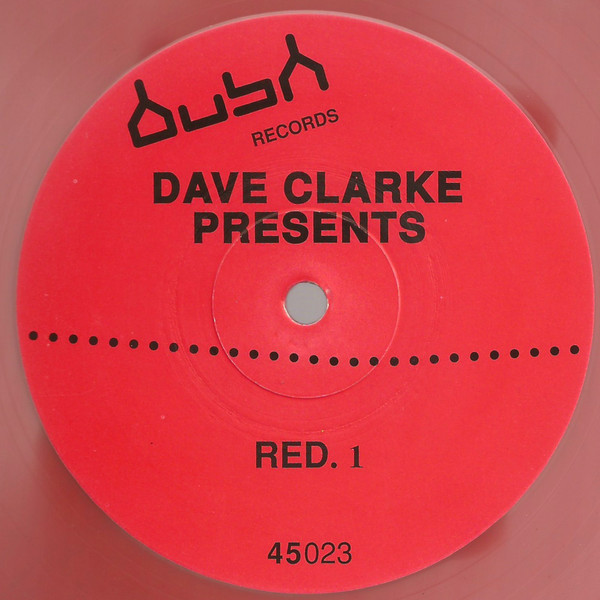 bush
RECORDS
DAVE CLARKE
PRESENTS
RED. 1
45023